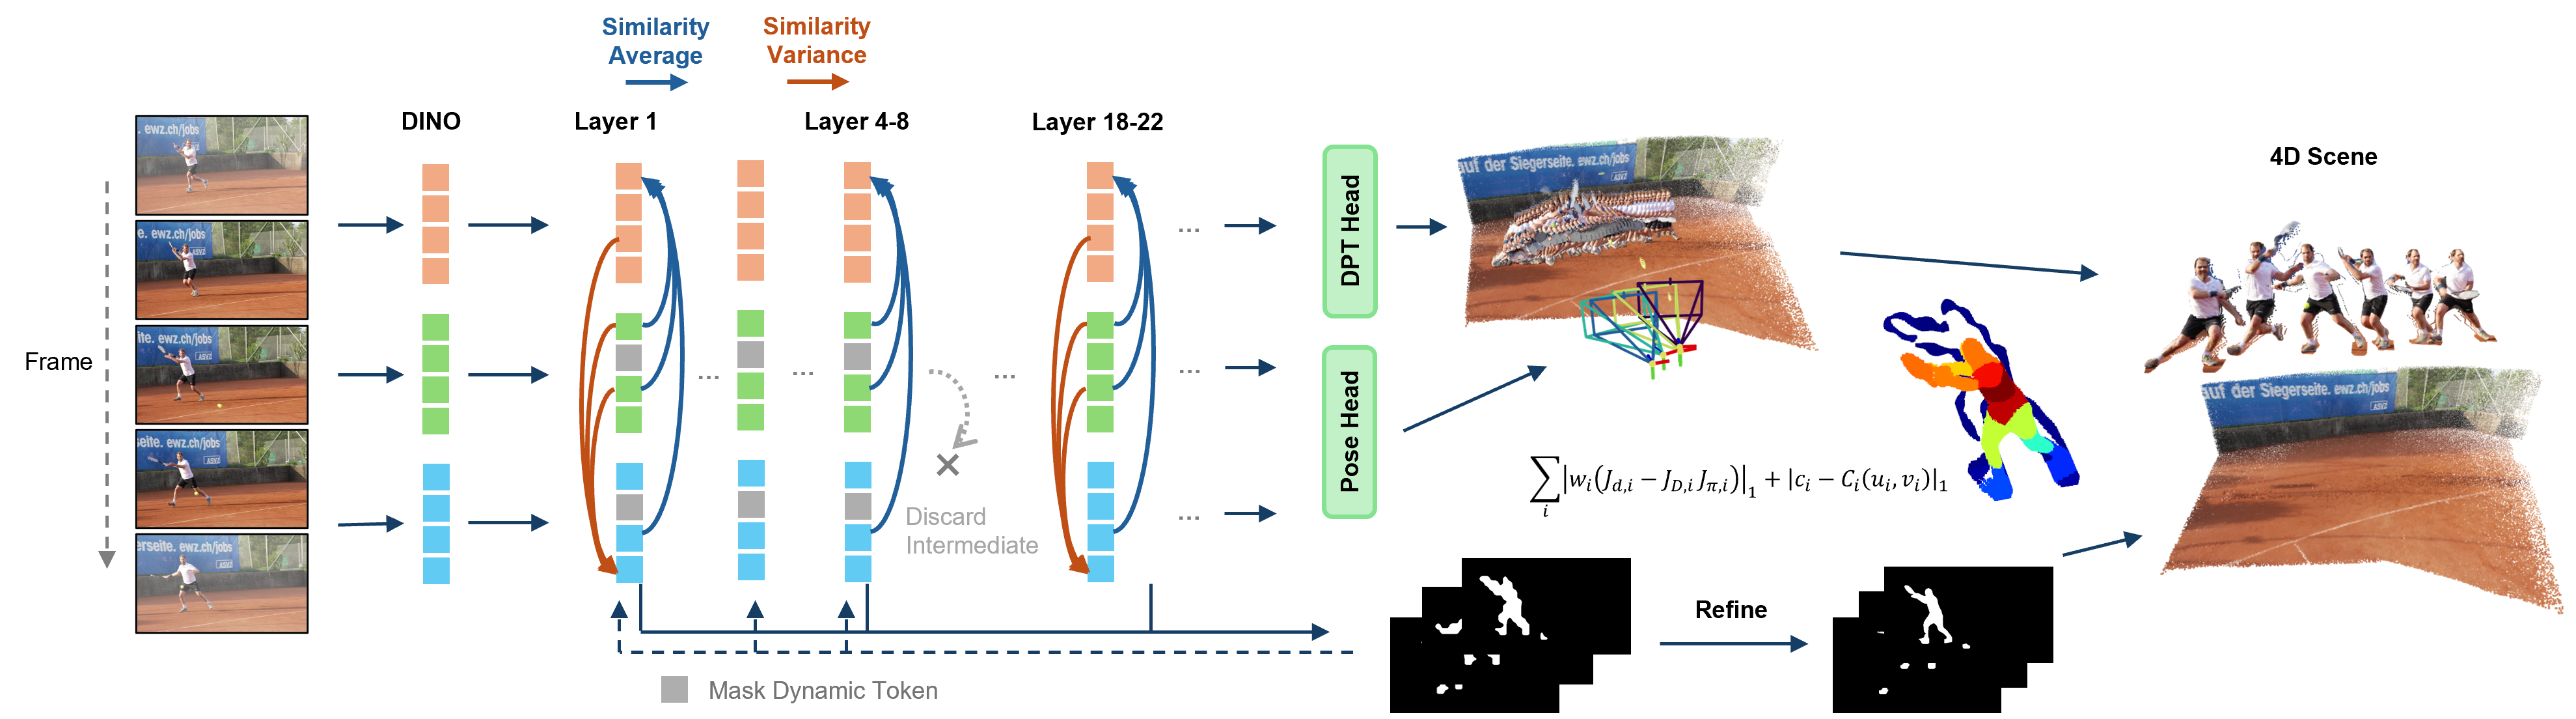 Similarity
Average
Similarity
Variance
DINO
Layer 1
Layer 4-8
Layer 18-22
4D Scene
. ewz.ch/jobs
e. ewz.ch/jobs
ite. ewz.ch/jobs
seite. ewz.ch/jobs
erseite. ewz.ch/jobs
Frame
...
...
...
...
...
...
DPT Head
Pose Head
auf der Siegerseite. ewz.ch/jobs
auf der Siegerseite. ewz.ch/jobs
Discard
Intermediate
∑_i |w_i(J_{d,i} − J_{D,i} J_{π,i})|_1 + |c_i − C_i(u_i, v_i)|_1
Refine
Mask Dynamic Token